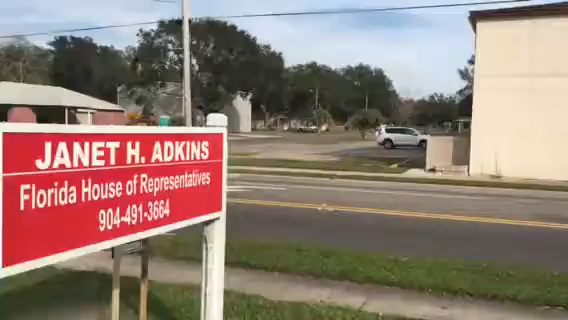 JANET H. ADKINS
Florida House of Representatives
904-491-3664